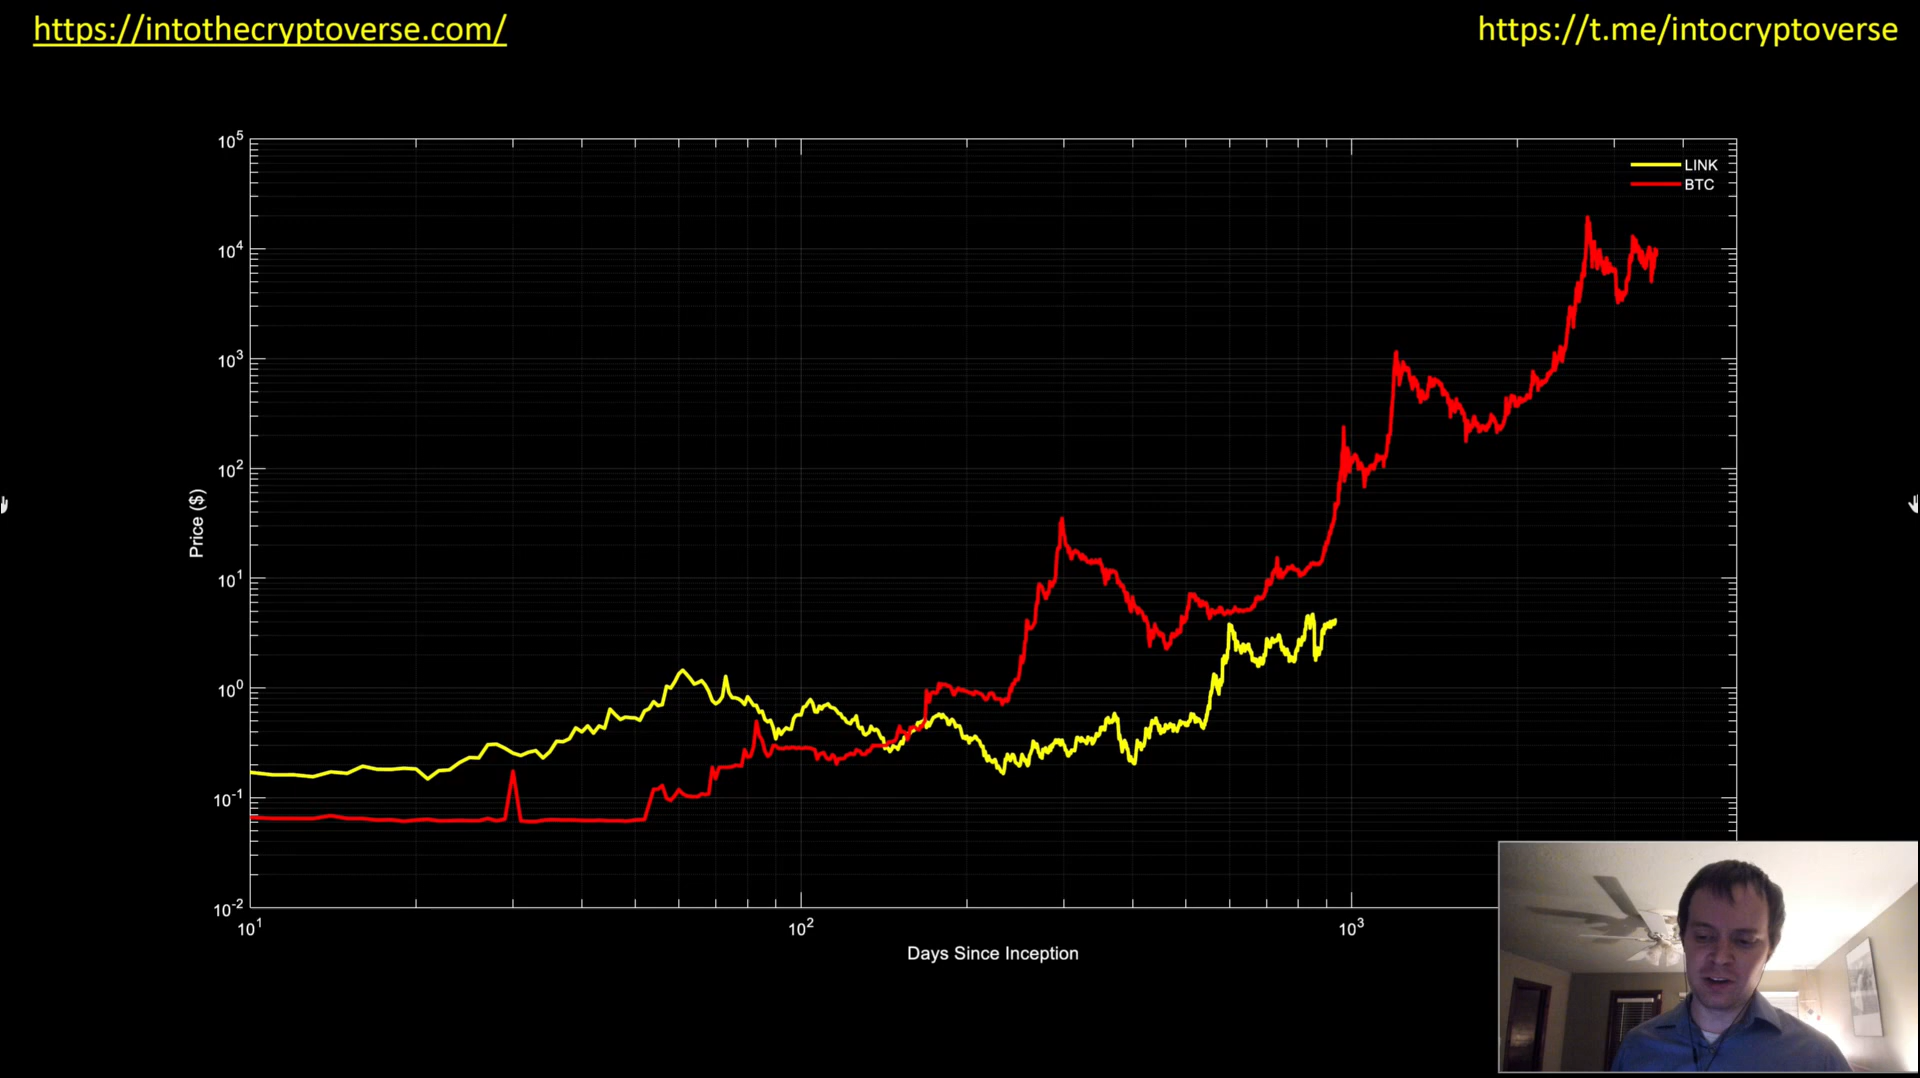 https://intothecryptoverse.com/
https://t.me/intocryptoverse
LINK
BTC
10^5
10^4
10^3
10^2
10^1
10^0
10^-1
10^-2
Price ($)
10^1
10^2
10^3
Days Since Inception